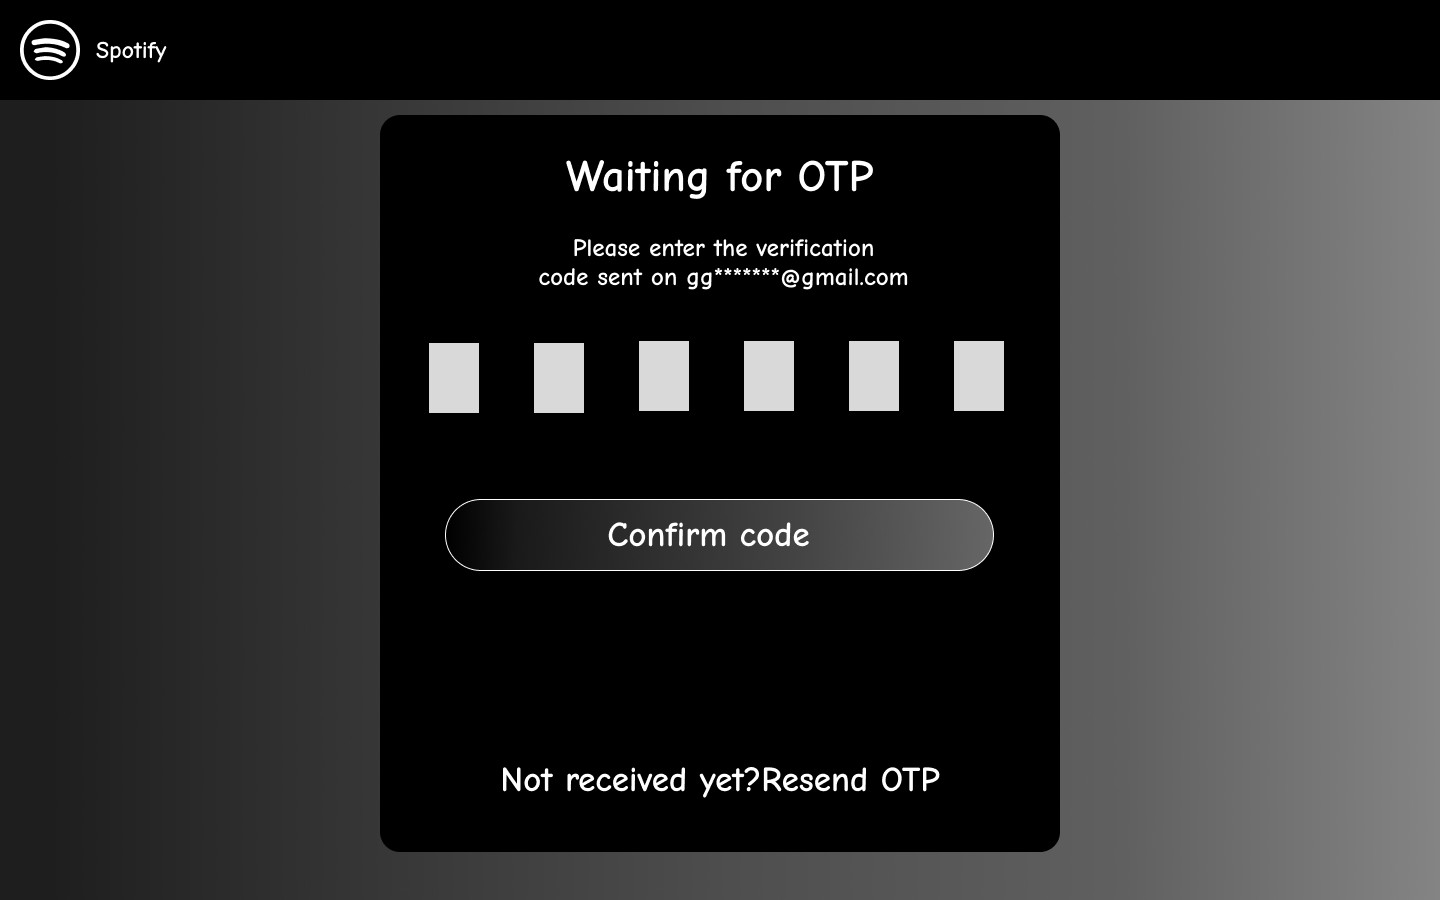 Spotify
Waiting for OTP
Please enter the verification
code sent on gg*******@gmail.com
Confirm code
Not received yet?Resend OTP